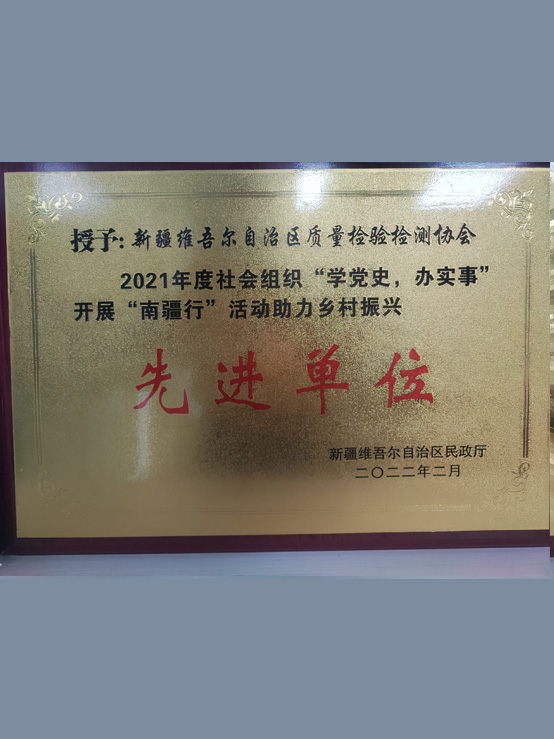 授予：新疆维吾尔自治区质量检验检测协会
2021年度社会组织“学党史，办实事”
开展“南疆行”活动助力乡村振兴
先进单位
新疆维吾尔自治区民政厅
二〇二二年二月